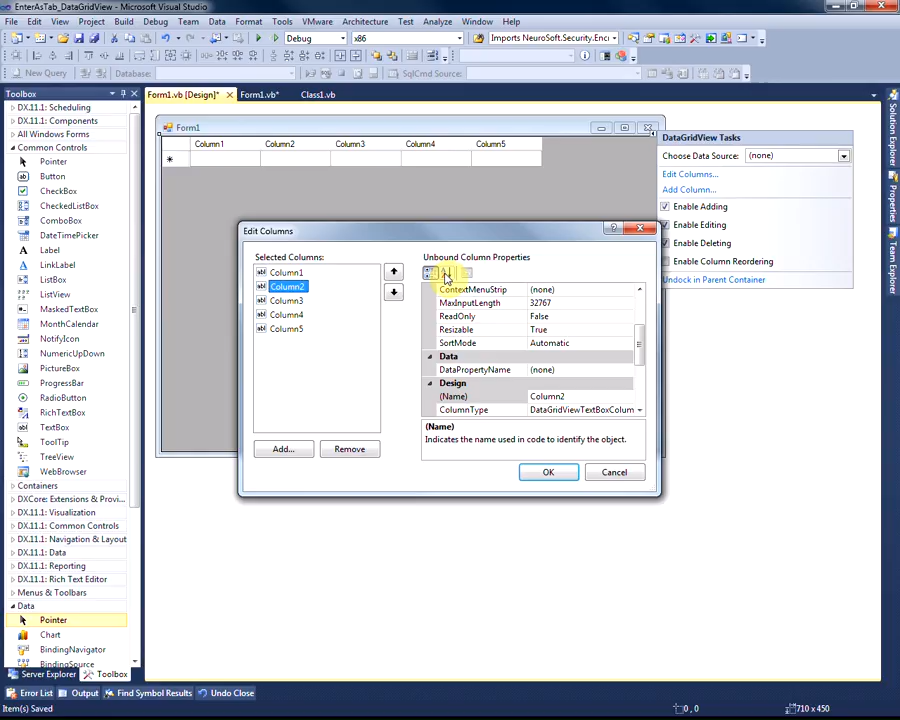 EnterAsTab_DataGridView - Microsoft Visual Studio
File Edit View Project Build Debug Team Data Format Tools VMware Architecture Test Analyze Window Help
Debug x86 Imports NeuroSoft.Security.Enc
New Query Database: SqlCmd Source:
Toolbox
Form1.vb [Design]* Form1.vb* Class1.vb
DX.11.1: Scheduling
DX.11.1: Components
All Windows Forms
Common Controls
Pointer
Button
CheckBox
CheckedListBox
ComboBox
DateTimePicker
Label
LinkLabel
ListBox
ListView
MaskedTextBox
MonthCalendar
NotifyIcon
NumericUpDown
PictureBox
ProgressBar
RadioButton
RichTextBox
TextBox
ToolTip
TreeView
WebBrowser
Containers
DXCore: Extensions & Provi...
DX.11.1: Visualization
DX.11.1: Common Controls
DX.11.1: Navigation & Layout
DX.11.1: Data
DX.11.1: Reporting
DX.11.1: Rich Text Editor
Menus & Toolbars
Data
Pointer
Chart
BindingNavigator
BindingSource
Server Explorer Toolbox
Form1
Column1 Column2 Column3 Column4 Column5
DataGridView Tasks
Choose Data Source: (none)
Edit Columns...
Add Column...
Enable Adding
Enable Editing
Enable Deleting
Enable Column Reordering
Undock in Parent Container
Edit Columns
Selected Columns:
Column1
Column2
Column3
Column4
Column5
Add... Remove
Unbound Column Properties
ContextMenuStrip (none)
MaxInputLength 32767
ReadOnly False
Resizable True
SortMode Automatic
Data
DataPropertyName (none)
Design
(Name) Column2
ColumnType DataGridViewTextBoxColum
(Name)
Indicates the name used in code to identify the object.
OK Cancel
Solution Explorer
Properties
Team Explorer
Error List Output Find Symbol Results Undo Close
Item(s) Saved 0 , 0 710 x 450